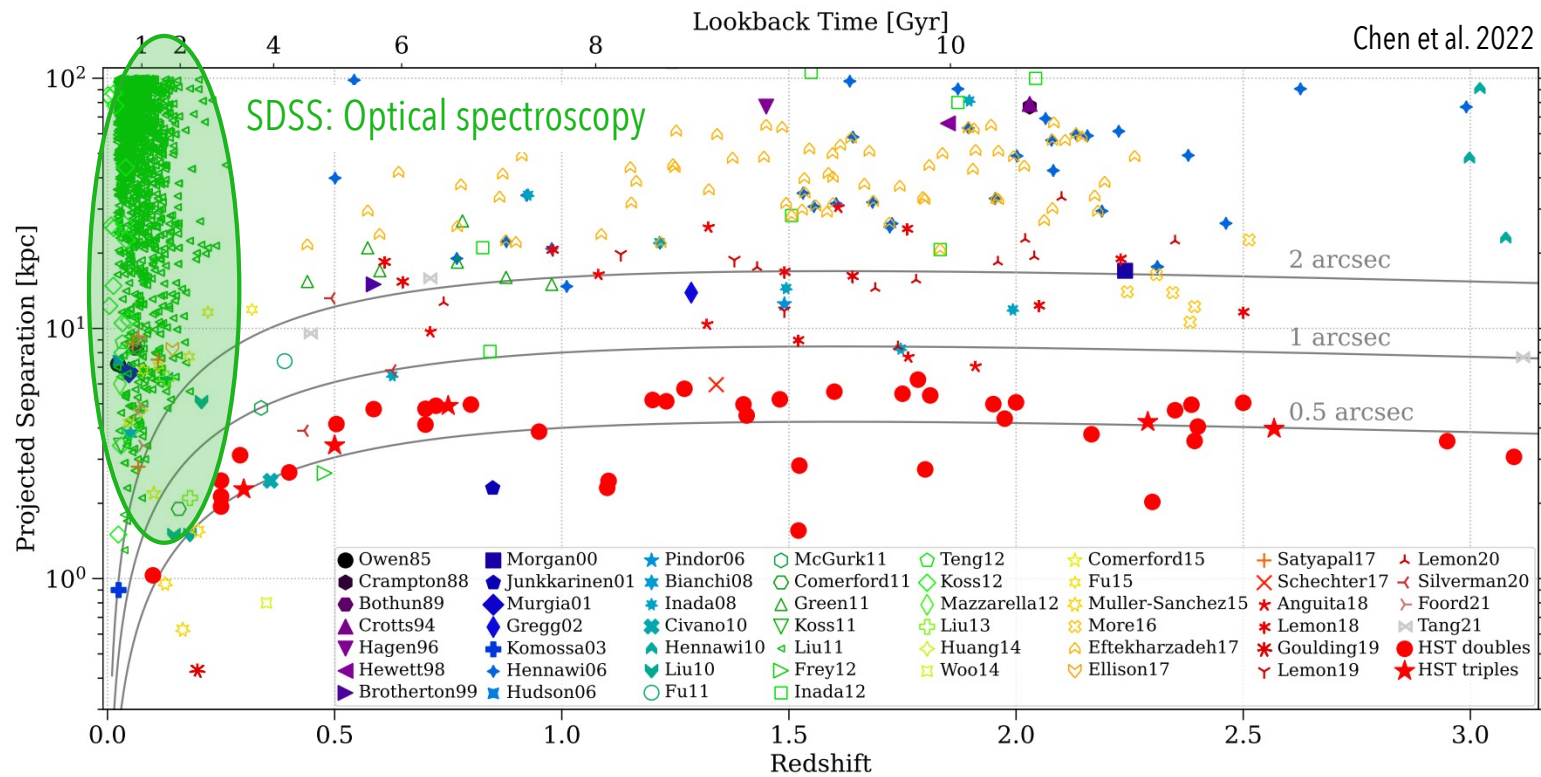 Lookback Time [Gyr]
Chen et al. 2022
1 2 4 6 8 10
SDSS: Optical spectroscopy
10²
10¹
10⁰
Projected Separation [kpc]
2 arcsec
1 arcsec
0.5 arcsec
Owen85
Crampton88
Bothun89
Crotts94
Hagen96
Hewett98
Brotherton99
Morgan00
Junkkarinen01
Murgia01
Gregg02
Komossa03
Hennawi06
Hudson06
Pindor06
Bianchi08
Inada08
Civano10
Hennawi10
Liu10
Fu11
McGurk11
Comerford11
Green11
Koss11
Liu11
Frey12
Inada12
Teng12
Koss12
Mazzarella12
Liu13
Huang14
Woo14
Comerford15
Fu15
Muller-Sanchez15
More16
Eftekharzadeh17
Ellison17
Satyapal17
Schechter17
Anguita18
Lemon18
Goulding19
Lemon19
Lemon20
Silverman20
Foord21
Tang21
HST doubles
HST triples
0.0 0.5 1.0 1.5 2.0 2.5 3.0
Redshift